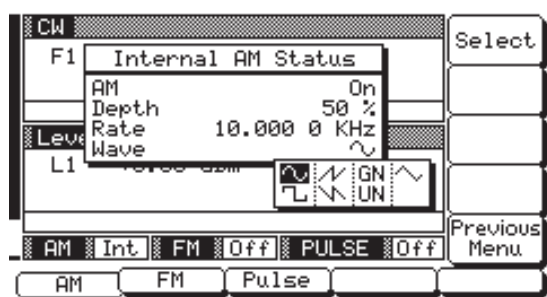 CW
Select
F1
Internal AM Status
AM On
Depth 50 %
Rate 10.000 0 KHz
Wave
L1
GN
UN
Previous
Menu
AM Int FM Off PULSE Off
AM FM Pulse